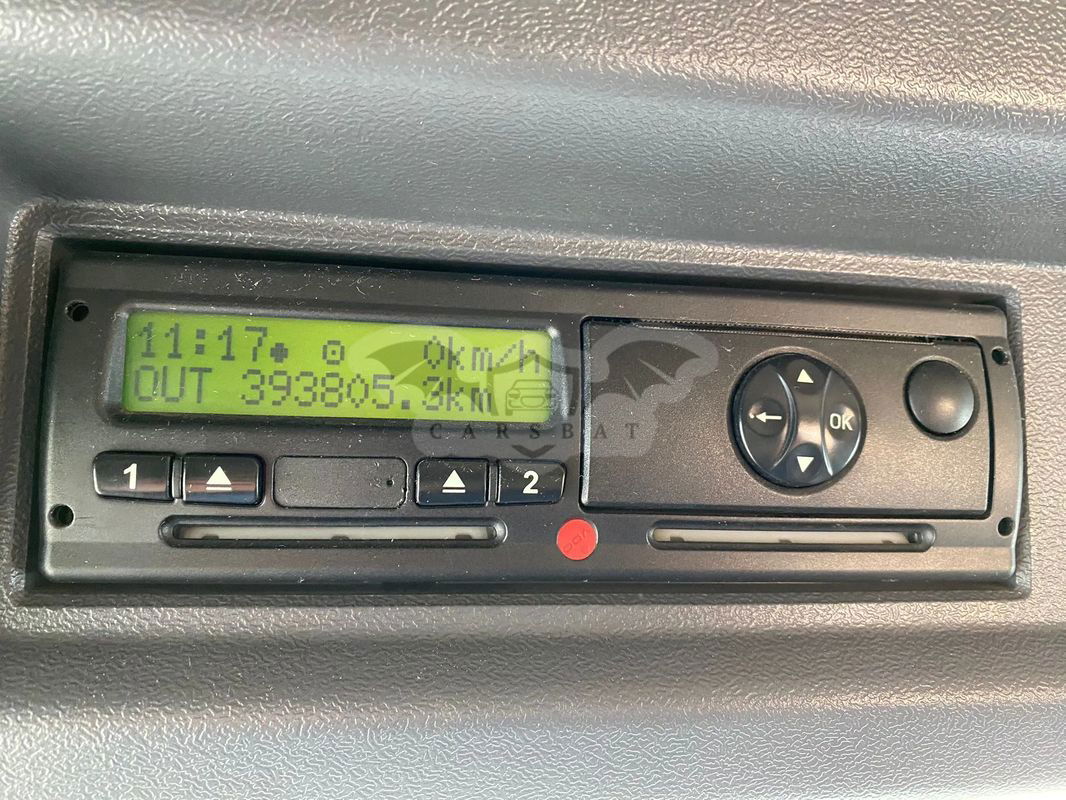 11:17 0km/h
OUT 393805.3km
CARSBAT
OK
1 2